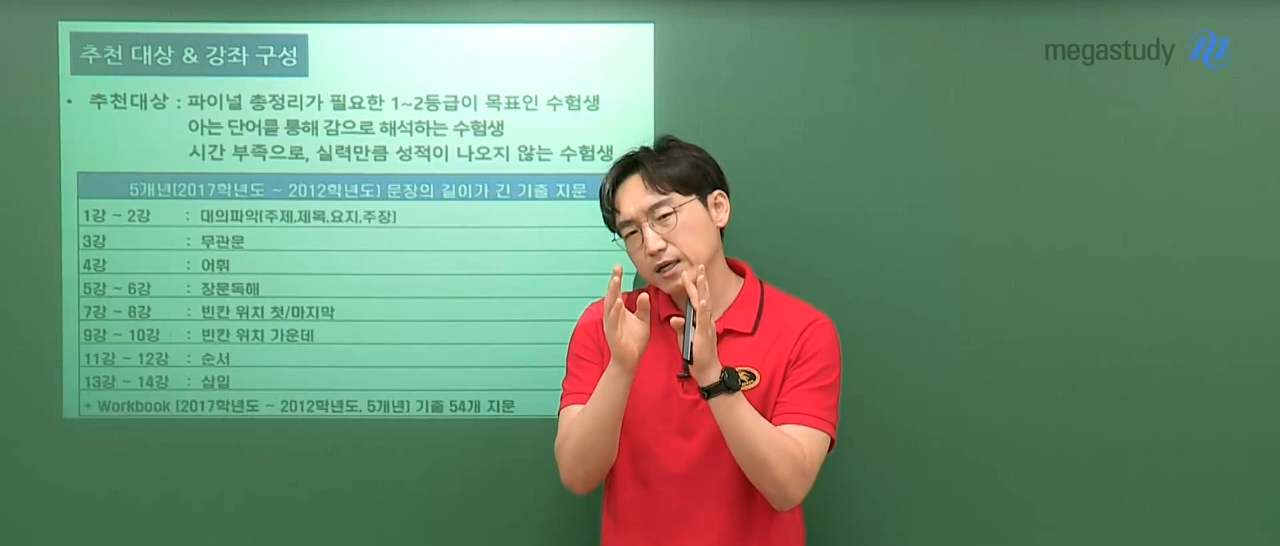 megastudy
추천 대상 & 강좌 구성
• 추천대상 : 파이널 총정리가 필요한 1~2등급이 목표인 수험생
아는 단어를 통해 감으로 해석하는 수험생
시간 부족으로, 실력만큼 성적이 나오지 않는 수험생
5개년(2017학년도 ~ 2012학년도) 문장의 길이가 긴 기출 지문
1강 ~ 2강 : 대의파악(주제,제목,요지,주장)
3강 : 무관문
4강 : 어휘
5강 ~ 6강 : 장문독해
7강 ~ 8강 : 빈칸 위치 첫/마지막
9강 ~ 10강 : 빈칸 위치 가운데
11강 ~ 12강 : 순서
13강 ~ 14강 : 삽입
+ Workbook (2017학년도 ~ 2012학년도, 5개년) 기출 54개 지문